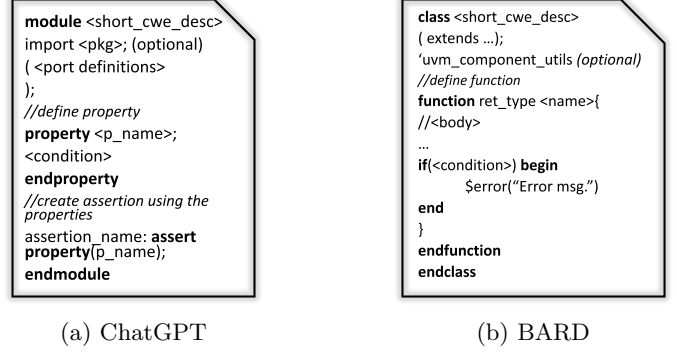 module <short_cwe_desc>
import <pkg>; (optional)
( <port definitions>
);
//define property
property <p_name>;
<condition>
endproperty
//create assertion using the
properties
assertion_name: assert
property(p_name);
endmodule
(a) ChatGPT
class <short_cwe_desc>
( extends …);
‘uvm_component_utils (optional)
//define function
function ret_type <name>{
//<body>
…
if(<condition>) begin
$error(“Error msg.”)
end
}
endfunction
endclass
(b) BARD